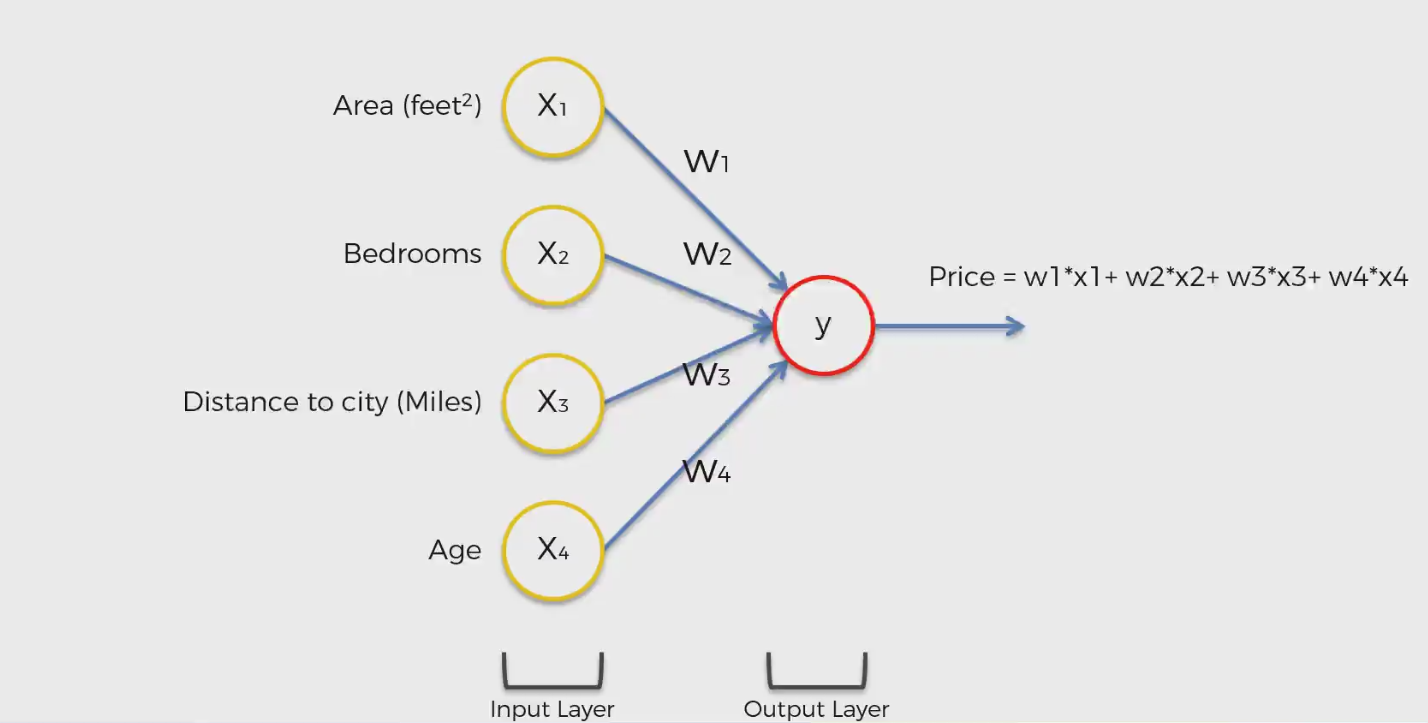 Area (feet²)
X₁
W₁
Bedrooms
X₂
W₂
Price = w1*x1+ w2*x2+ w3*x3+ w4*x4
y
W₃
Distance to city (Miles)
X₃
W₄
Age
X₄
Input Layer
Output Layer